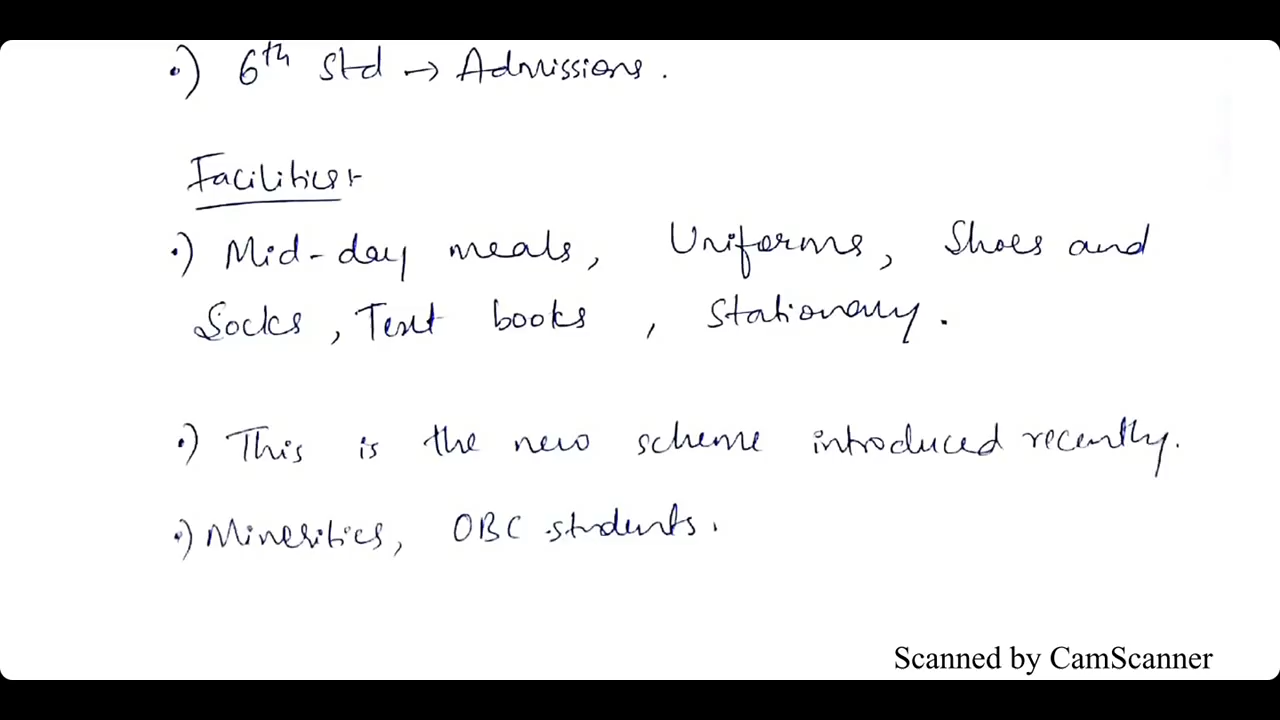 •) 6th std → Admissions.
Facilities:
•) Mid-day meals, Uniforms, Shoes and
Socks, Text books, Stationary.
•) This is the new scheme introduced recently.
•) Minorities, OBC students.
Scanned by CamScanner